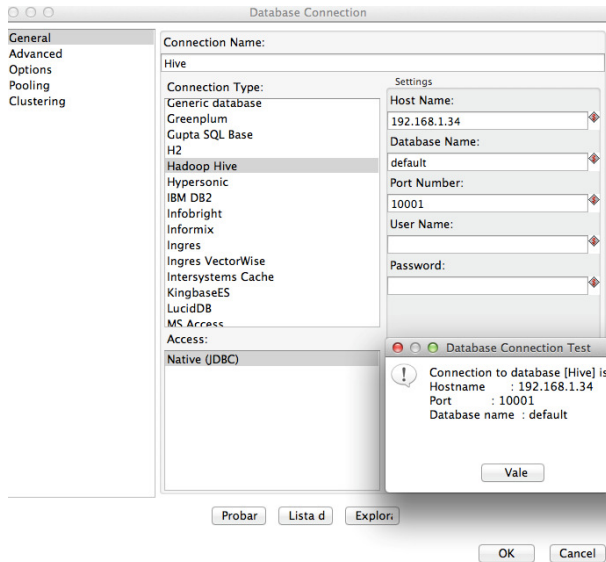 Database Connection
General
Advanced
Options
Pooling
Clustering
Connection Name:
Hive
Connection Type:
Generic database
Greenplum
Gupta SQL Base
H2
Hadoop Hive
Hypersonic
IBM DB2
Infobright
Informix
Ingres
Ingres VectorWise
Intersystems Cache
KingbaseES
LucidDB
MS Access
Access:
Native (JDBC)
Settings
Host Name:
192.168.1.34
Database Name:
default
Port Number:
10001
User Name:
Password:
Database Connection Test
Connection to database [Hive] is
Hostname : 192.168.1.34
Port : 10001
Database name : default
Vale
Probar
Lista d
Explora
OK
Cancel